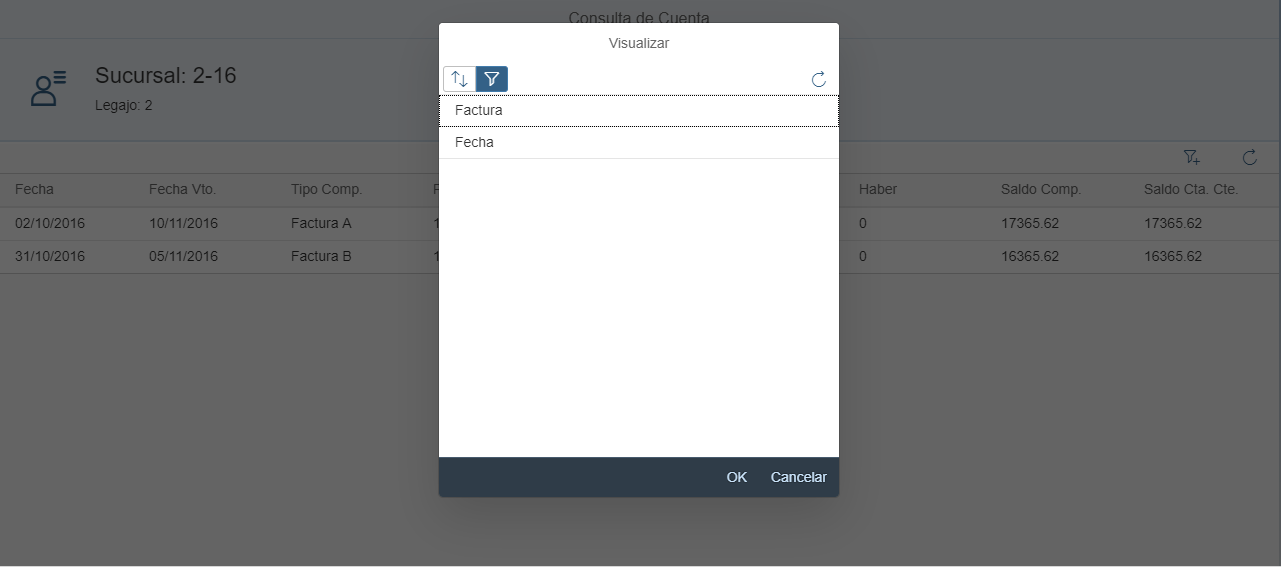 Consulta de Cuenta
Visualizar
Sucursal: 2-16
Legajo: 2
Factura
Fecha
Fecha Fecha Vto. Tipo Comp. Haber Saldo Comp. Saldo Cta. Cte.
02/10/2016 10/11/2016 Factura A 0 17365.62 17365.62
31/10/2016 05/11/2016 Factura B 0 16365.62 16365.62
OK Cancelar